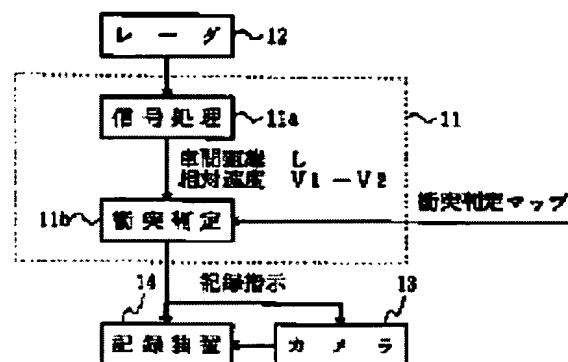 レーダ 12
信号処理 11a 11
車間距離 L
相対速度 V1－V2
11b 衝突判定 衝突判定マップ
記録指示
14 13
記録装置 カメラ